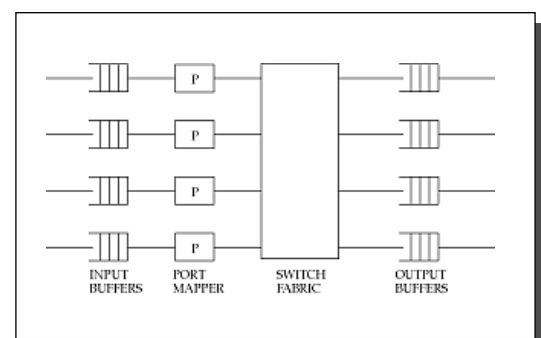 P
P
P
P
INPUT BUFFERS
PORT MAPPER
SWITCH FABRIC
OUTPUT BUFFERS